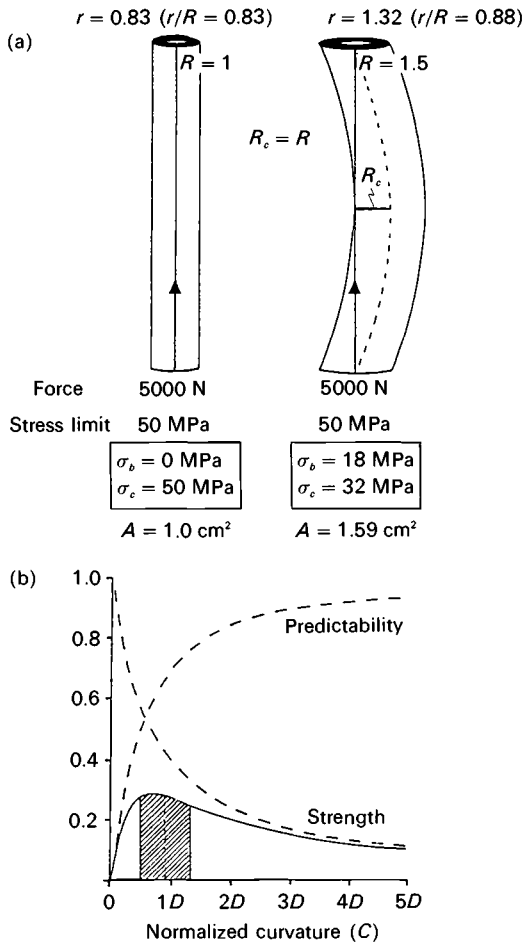 r = 0.83 (r/R = 0.83) r = 1.32 (r/R = 0.88)
(a)
R = 1 R = 1.5
R_c = R
R_c
Force 5000 N 5000 N
Stress limit 50 MPa 50 MPa
σ_b = 0 MPa σ_b = 18 MPa
σ_c = 50 MPa σ_c = 32 MPa
A = 1.0 cm² A = 1.59 cm²
(b)
1.0
Predictability
0.8
0.6
0.4
Strength
0.2
0 1D 2D 3D 4D 5D
Normalized curvature (C)